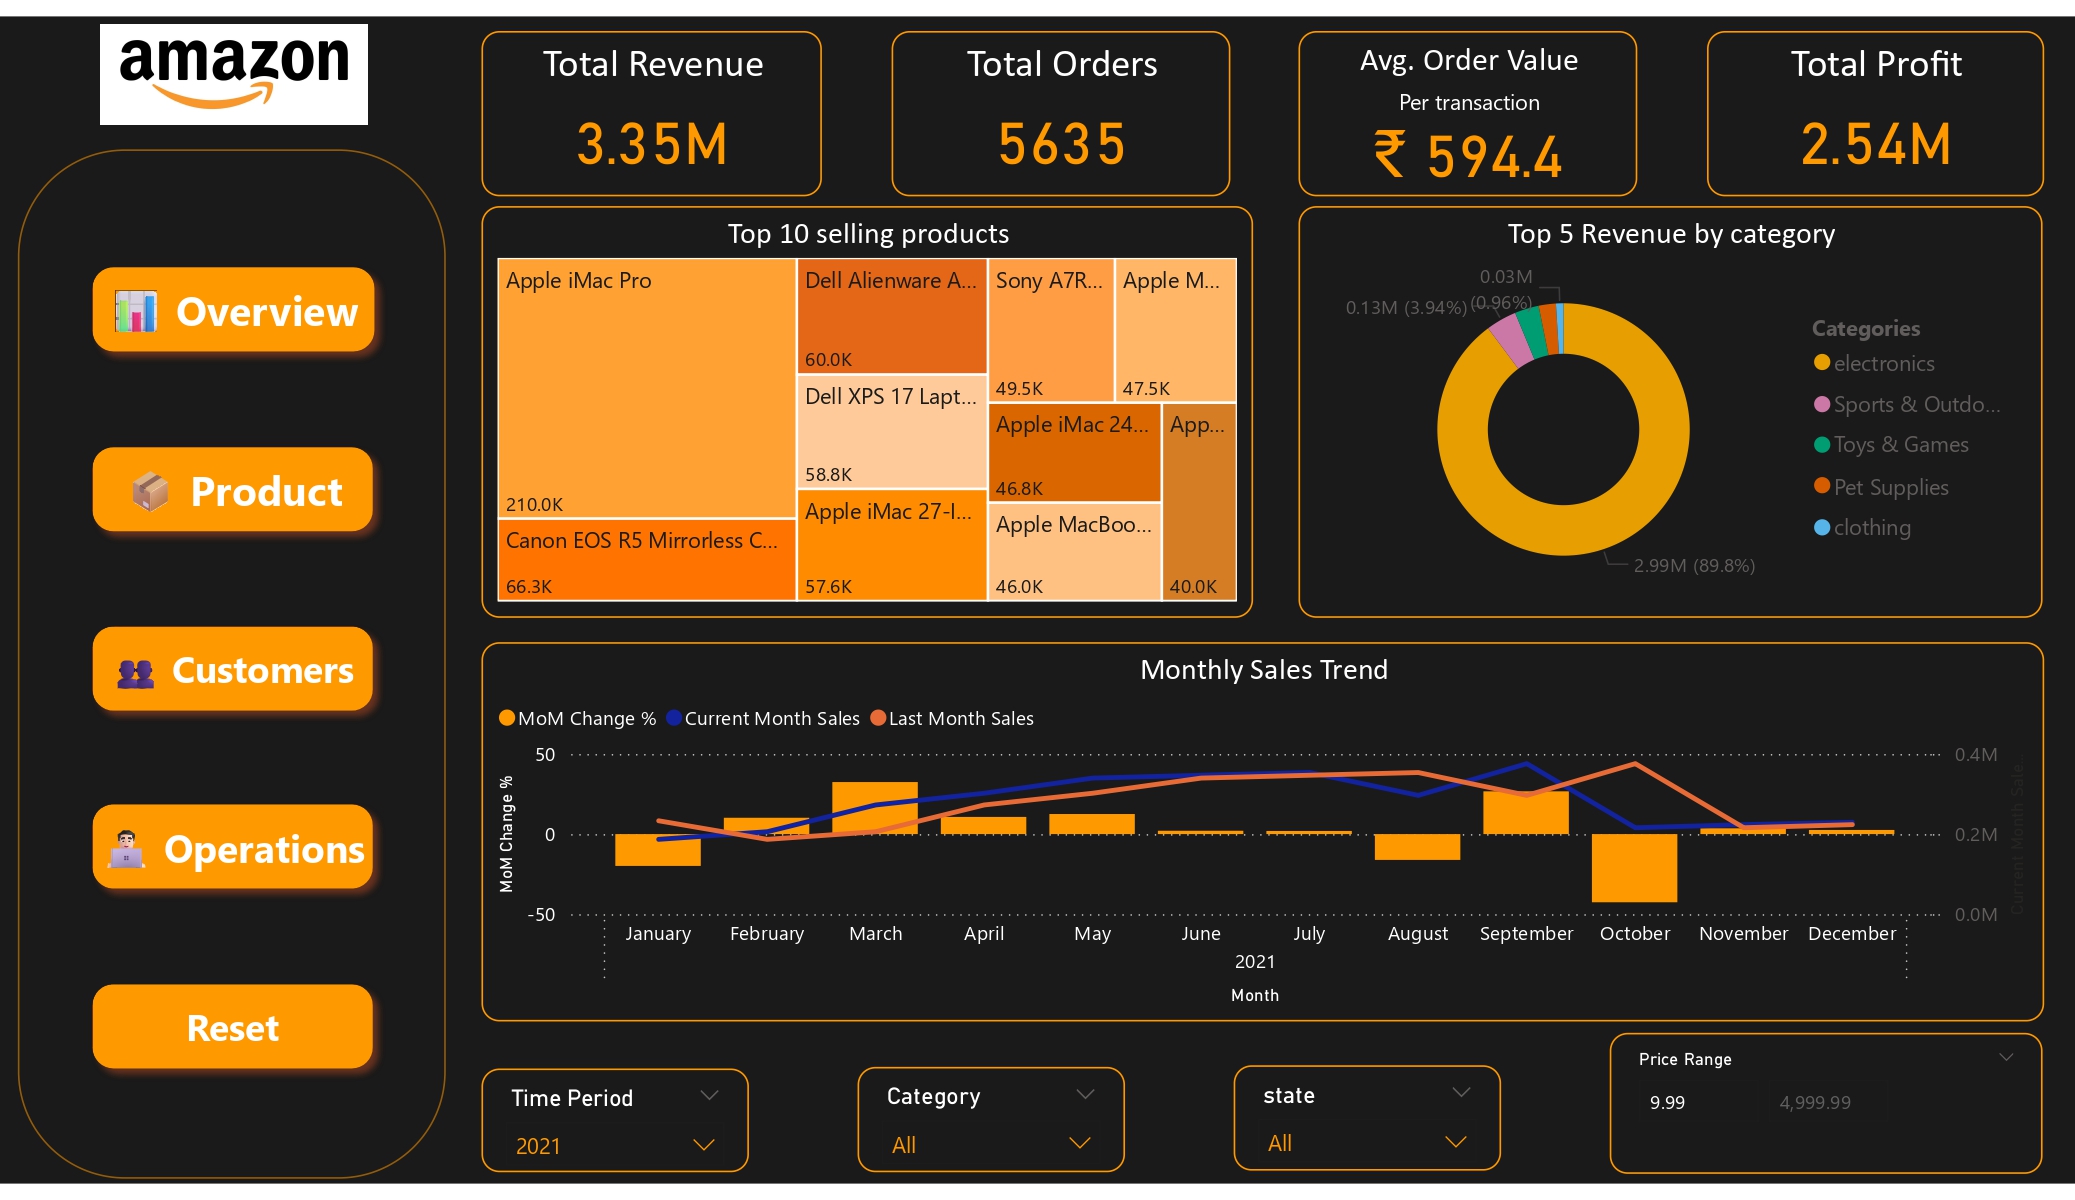 amazon
Overview
Product
Customers
Operations
Reset
Total Revenue
3.35M
Total Orders
5635
Avg. Order Value
Per transaction
₹ 594.4
Total Profit
2.54M
Top 10 selling products
Apple iMac Pro
210.0K
Canon EOS R5 Mirrorless C...
66.3K
Dell Alienware A...
60.0K
Dell XPS 17 Lapt...
58.8K
Apple iMac 27-I...
57.6K
Sony A7R...
49.5K
Apple M...
47.5K
Apple iMac 24...
46.8K
Apple MacBoo...
46.0K
App...
40.0K
Top 5 Revenue by category
0.03M
(0.96%)
0.13M (3.94%)
2.99M (89.8%)
Categories
electronics
Sports & Outdo...
Toys & Games
Pet Supplies
clothing
Monthly Sales Trend
MoM Change % Current Month Sales Last Month Sales
MoM Change %
50
0
-50
0.4M
0.2M
0.0M
Current Month Sale...
January February March April May June July August September October November December
2021
Month
Time Period
2021
Category
All
state
All
Price Range
9.99 4,999.99